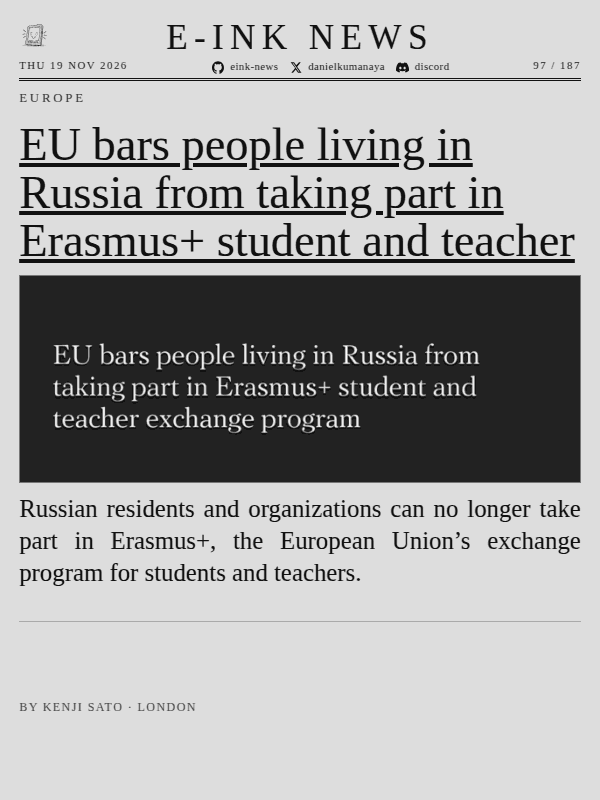 E-INK NEWS
THU 19 NOV 2026
eink-news
danielkumanaya
discord
97 / 187
EUROPE
EU bars people living in
Russia from taking part in
Erasmus+ student and teacher
EU bars people living in Russia from
taking part in Erasmus+ student and
teacher exchange program
Russian residents and organizations can no longer take
part in Erasmus+, the European Union’s exchange
program for students and teachers.
BY KENJI SATO · LONDON